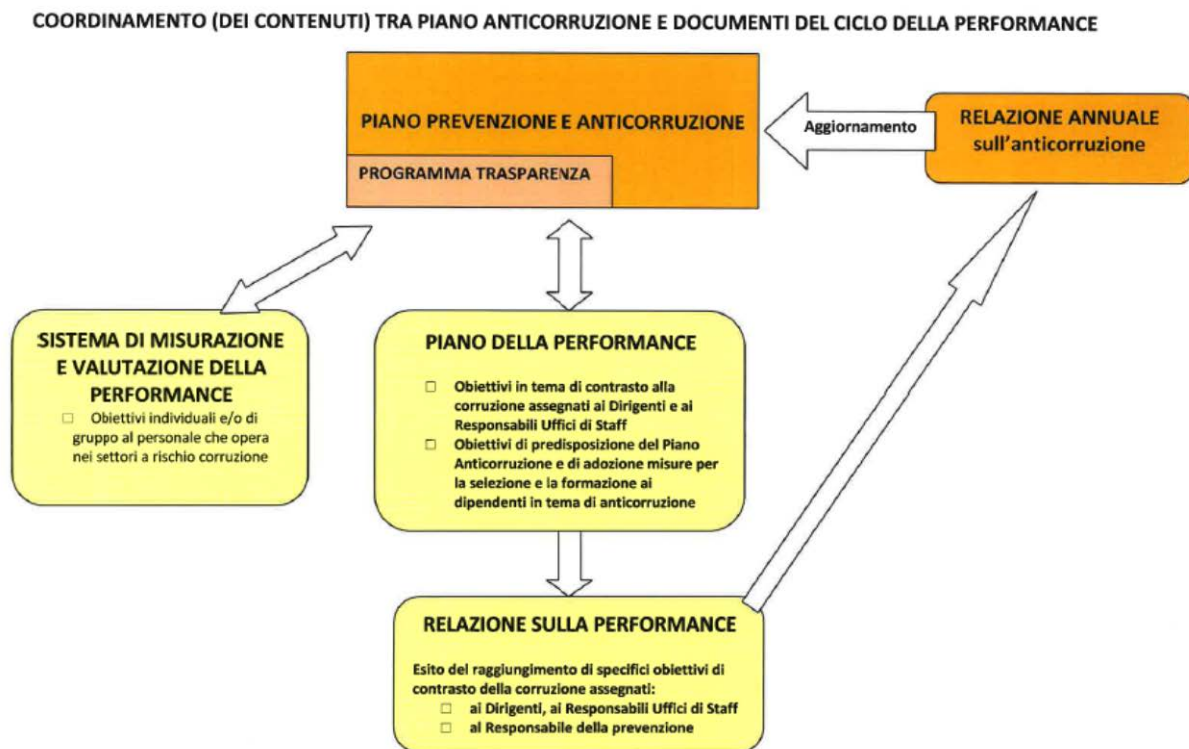 COORDINAMENTO (DEI CONTENUTI) TRA PIANO ANTICORRUZIONE E DOCUMENTI DEL CICLO DELLA PERFORMANCE
PIANO PREVENZIONE E ANTICORRUZIONE
PROGRAMMA TRASPARENZA
Aggiornamento
RELAZIONE ANNUALE
sull'anticorruzione
SISTEMA DI MISURAZIONE
E VALUTAZIONE DELLA
PERFORMANCE
□ Obiettivi individuali e/o di
gruppo al personale che opera
nei settori a rischio corruzione
PIANO DELLA PERFORMANCE
□ Obiettivi in tema di contrasto alla
corruzione assegnati ai Dirigenti e ai
Responsabili Uffici di Staff
□ Obiettivi di predisposizione del Piano
Anticorruzione e di adozione misure per
la selezione e la formazione ai
dipendenti in tema di anticorruzione
RELAZIONE SULLA PERFORMANCE
Esito del raggiungimento di specifici obiettivi di
contrasto della corruzione assegnati:
□ ai Dirigenti, ai Responsabili Uffici di Staff
□ al Responsabile della prevenzione